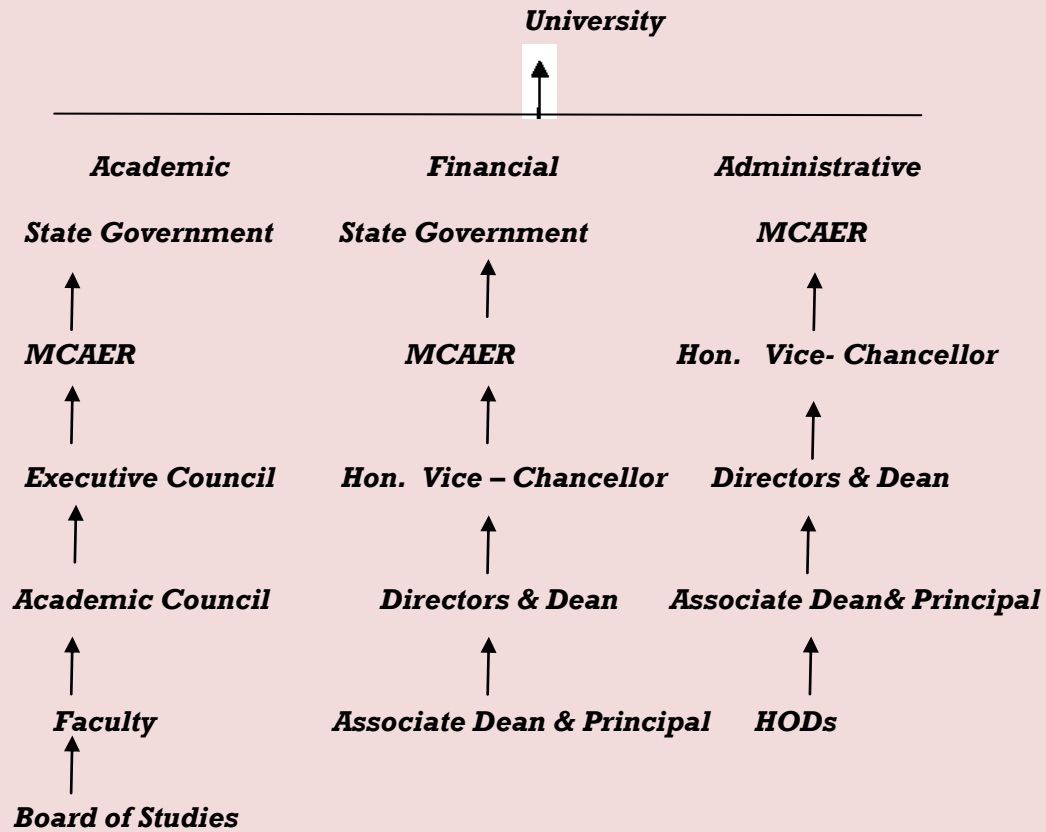 University
Academic Financial Administrative
State Government State Government MCAER
MCAER MCAER Hon. Vice- Chancellor
Executive Council Hon. Vice – Chancellor Directors & Dean
Academic Council Directors & Dean Associate Dean& Principal
Faculty Associate Dean & Principal HODs
Board of Studies